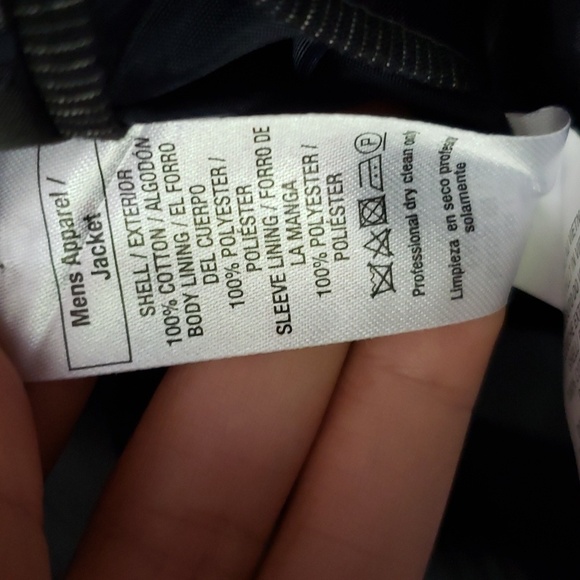 Mens Apparel /
Jacket
SHELL / EXTERIOR
100% COTTON / ALGODÓN
BODY LINING / EL FORRO
DEL CUERPO
100% POLYESTER /
POLIÉSTER
SLEEVE LINING / FORRO DE
LA MANGA
100% POLYESTER /
POLIÉSTER
P
Professional dry clean only
Limpieza en seco
solamente